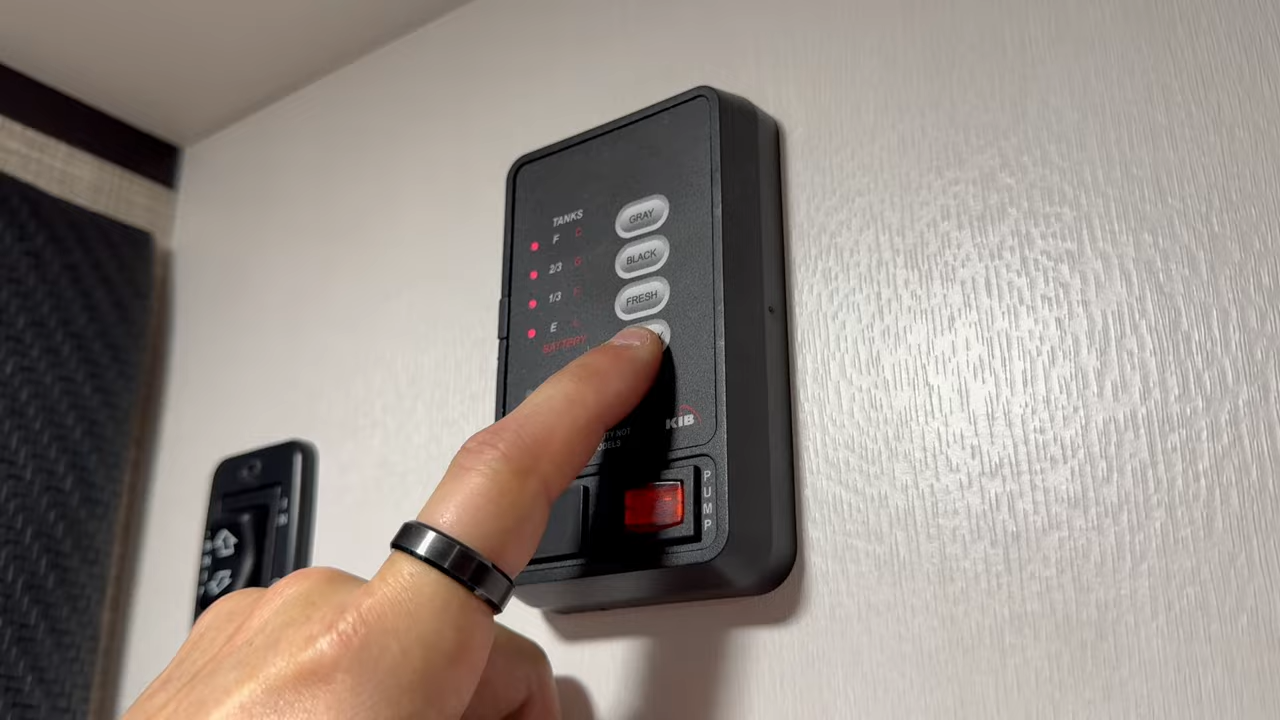 TANKS
F C
2/3 G
1/3 F
E L
BATTERY
GRAY
BLACK
FRESH
KIB
PUMP